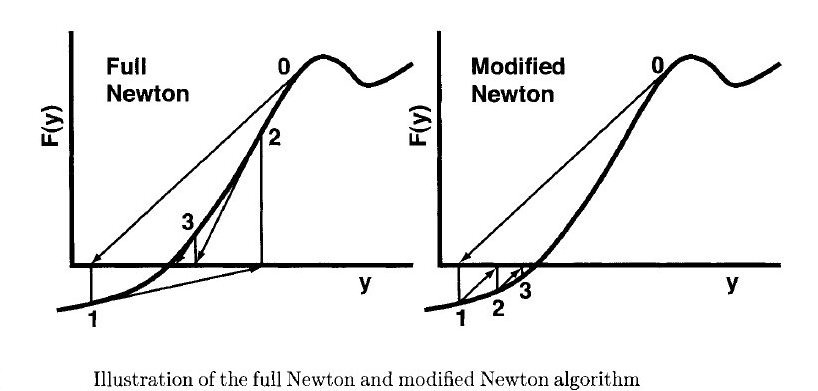 Full
Newton
0
F(y)
2
3
y
1
Modified
Newton
0
F(y)
y
1
2
3
Illustration of the full Newton and modified Newton algorithm